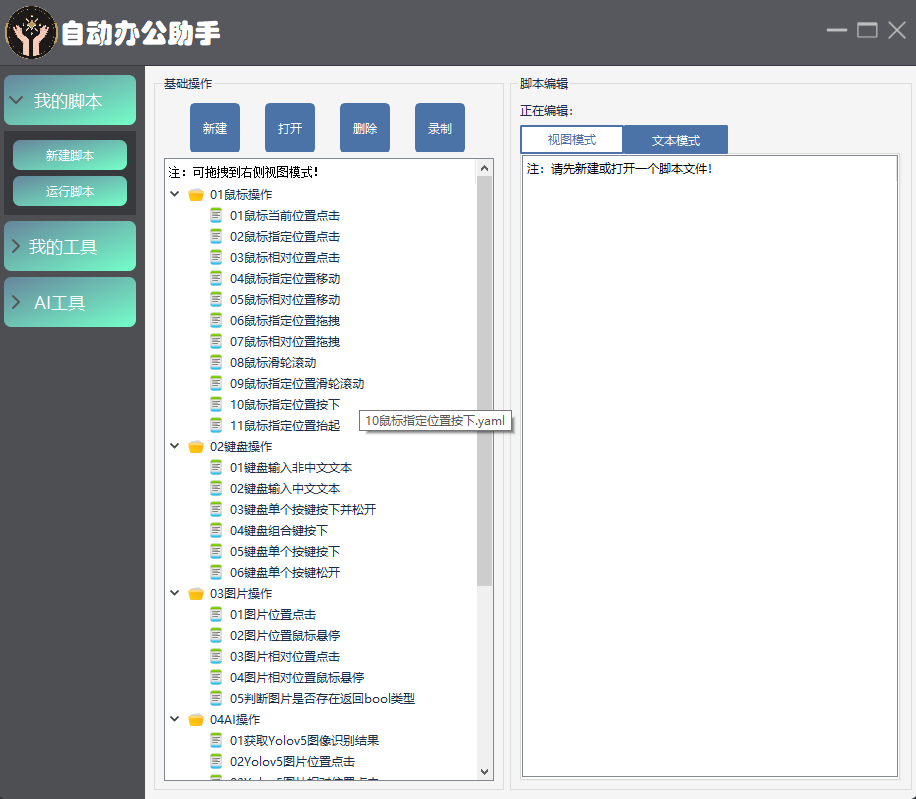 自动办公助手
我的脚本
新建脚本
运行脚本
我的工具
AI工具
基础操作
新建
打开
删除
录制
注：可拖拽到右侧视图模式！
01鼠标操作
01鼠标当前位置点击
02鼠标指定位置点击
03鼠标相对位置点击
04鼠标指定位置移动
05鼠标相对位置移动
06鼠标指定位置拖拽
07鼠标相对位置拖拽
08鼠标滑轮滚动
09鼠标指定位置滑轮滚动
10鼠标指定位置按下
10鼠标指定位置按下.yaml
11鼠标指定位置抬起
02键盘操作
01键盘输入非中文文本
02键盘输入中文文本
03键盘单个按键按下并松开
04键盘组合键按下
05键盘单个按键按下
06键盘单个按键松开
03图片操作
01图片位置点击
02图片位置鼠标悬停
03图片相对位置点击
04图片相对位置鼠标悬停
05判断图片是否存在返回bool类型
04AI操作
01获取Yolov5图像识别结果
02Yolov5图片位置点击
脚本编辑
正在编辑：
视图模式
文本模式
注：请先新建或打开一个脚本文件！